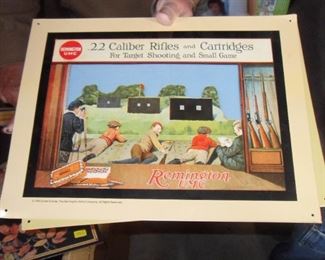 REMINGTON
UMC
.22 Caliber Rifles and Cartridges
For Target Shooting and Small Game
Remington
UMC